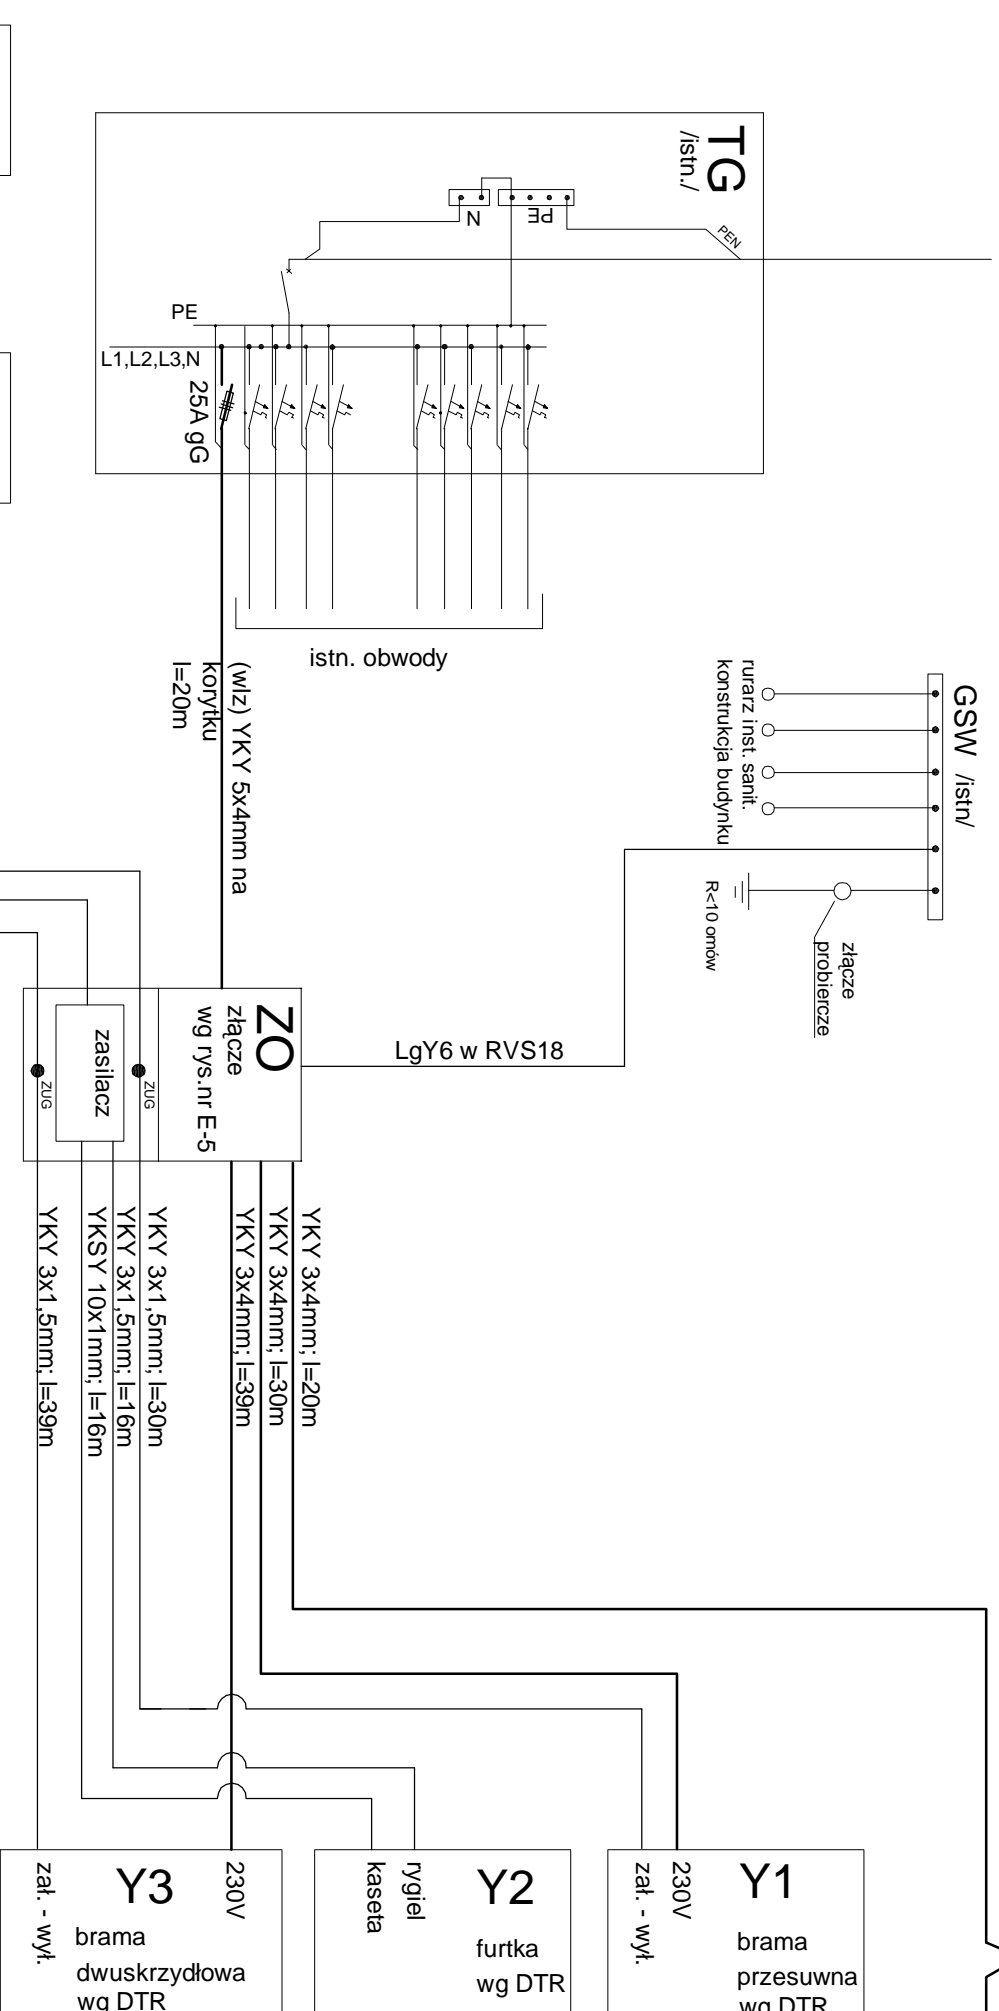 TG
/istn./
N
PE
PEN
PE
L1,L2,L3,N
25A gG
istn. obwody
(wlz) YKY 5x4mm na
korytku
l=20m
GSW /istn/
rurarz inst. sanit.
konstrukcja budynku
R<10 omów
złącze
probiercze
LgY6 w RVS18
ZO
złącze
wg rys.nr E-5
zasilacz
ZUG
ZUG
YKY 3x4mm; l=20m
YKY 3x4mm; l=30m
YKY 3x4mm; l=39m
YKY 3x1,5mm; l=30m
YKY 3x1,5mm; l=16m
YKSY 10x1mm; l=16m
YKY 3x1,5mm; l=39m
zał. - wył.
Y3
230V
brama
dwuskrzydłowa
wg DTR
kaseta
rygiel
Y2
furtka
wg DTR
zał. - wył.
230V
Y1
brama
przesuwna
wg DTR